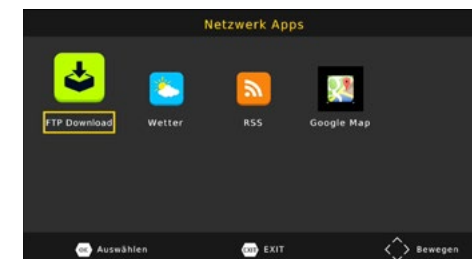 Netzwerk Apps
FTP Download Wetter RSS Google Map
OK Auswählen EXIT EXIT Bewegen